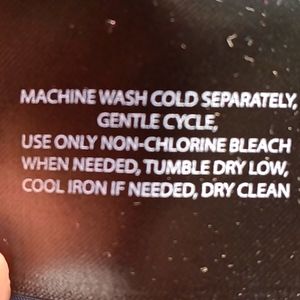 MACHINE WASH COLD SEPARATELY,
GENTLE CYCLE,
USE ONLY NON-CHLORINE BLEACH
WHEN NEEDED, TUMBLE DRY LOW,
COOL IRON IF NEEDED, DRY CLEAN